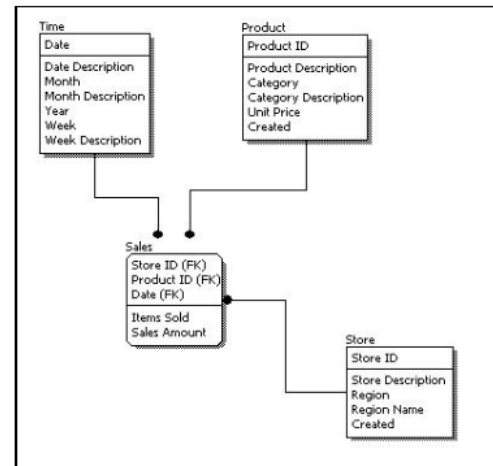 Time
Date
Date Description
Month
Month Description
Year
Week
Week Description
Product
Product ID
Product Description
Category
Category Description
Unit Price
Created
Sales
Store ID (FK)
Product ID (FK)
Date (FK)
Items Sold
Sales Amount
Store
Store ID
Store Description
Region
Region Name
Created